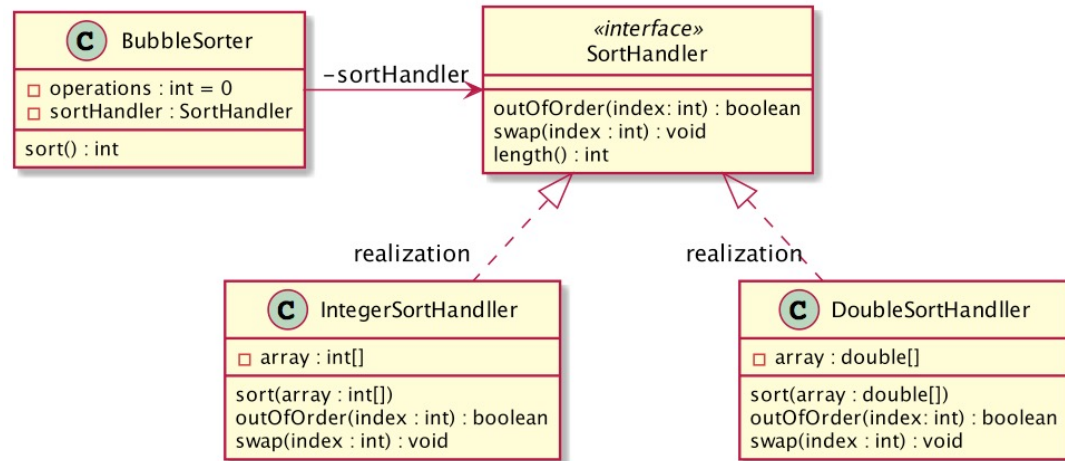 C BubbleSorter
operations : int = 0
sortHandler : SortHandler
sort() : int
-sortHandler
«interface»
SortHandler
outOfOrder(index: int) : boolean
swap(index : int) : void
length() : int
realization
realization
C IntegerSortHandller
array : int[]
sort(array : int[])
outOfOrder(index : int) : boolean
swap(index : int) : void
C DoubleSortHandller
array : double[]
sort(array : double[])
outOfOrder(index: int) : boolean
swap(index : int) : void